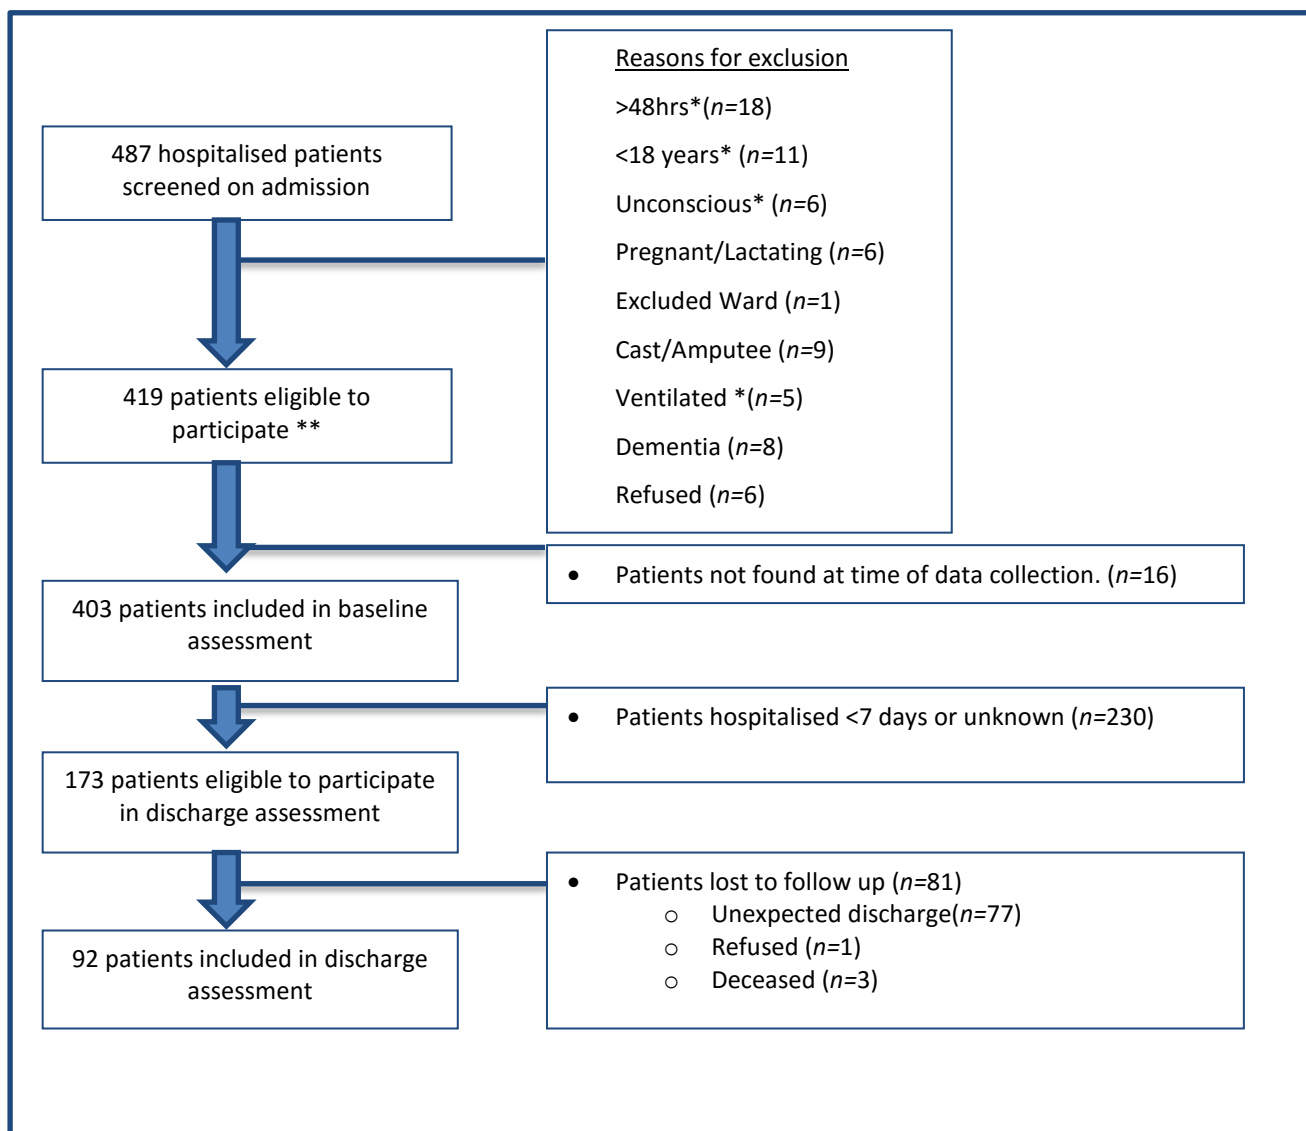 487 hospitalised patients
screened on admission
Reasons for exclusion
>48hrs*(n=18)
<18 years* (n=11)
Unconscious* (n=6)
Pregnant/Lactating (n=6)
Excluded Ward (n=1)
Cast/Amputee (n=9)
Ventilated *(n=5)
Dementia (n=8)
Refused (n=6)
419 patients eligible to
participate **
• Patients not found at time of data collection. (n=16)
403 patients included in baseline
assessment
• Patients hospitalised <7 days or unknown (n=230)
173 patients eligible to participate
in discharge assessment
• Patients lost to follow up (n=81)
o Unexpected discharge(n=77)
o Refused (n=1)
o Deceased (n=3)
92 patients included in discharge
assessment